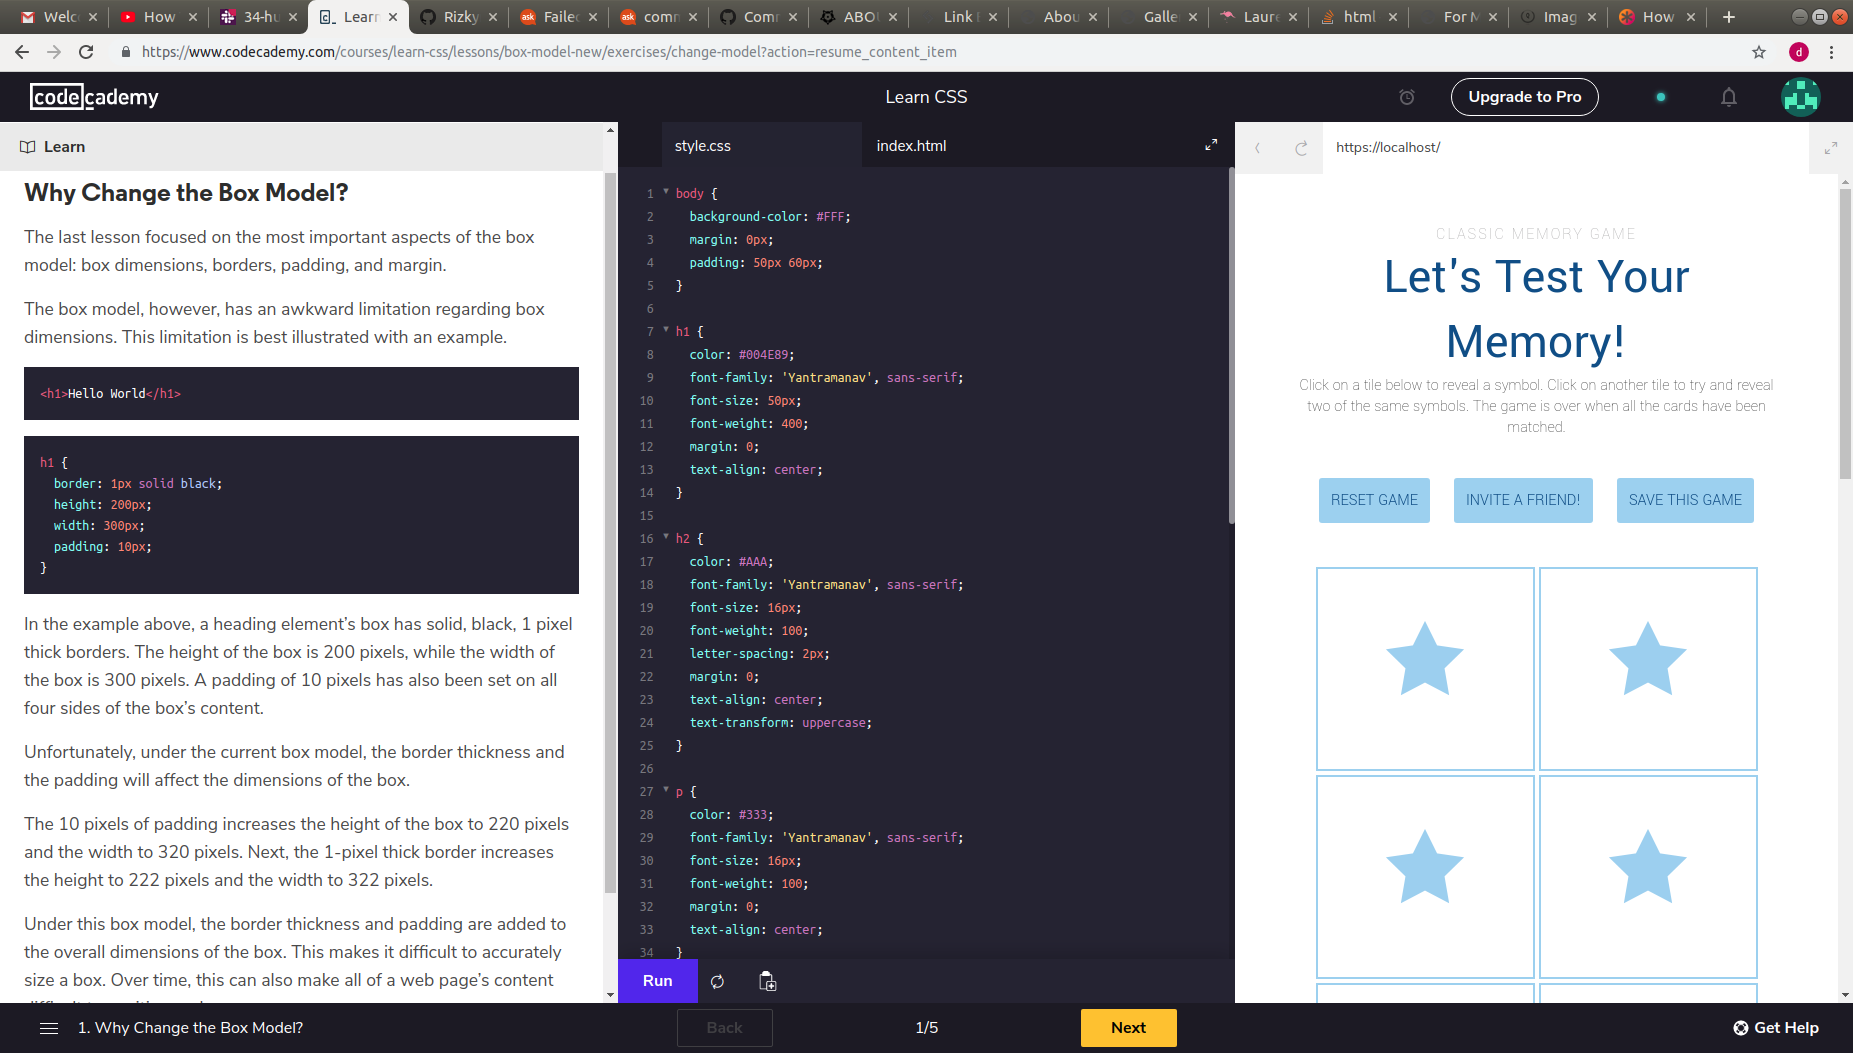 Welc
How
34-hu
Learn
Rizky
Failed
comm
Comm
ABOU
Link
Abou
Galle
Laure
html
For M
Imag
How
https://www.codecademy.com/courses/learn-css/lessons/box-model-new/exercises/change-model?action=resume_content_item
d
codecademy
Learn CSS
Upgrade to Pro
Learn
Why Change the Box Model?
The last lesson focused on the most important aspects of the box
model: box dimensions, borders, padding, and margin.
The box model, however, has an awkward limitation regarding box
dimensions. This limitation is best illustrated with an example.
<h1>Hello World</h1>
h1 {
border: 1px solid black;
height: 200px;
width: 300px;
padding: 10px;
}
In the example above, a heading element's box has solid, black, 1 pixel
thick borders. The height of the box is 200 pixels, while the width of
the box is 300 pixels. A padding of 10 pixels has also been set on all
four sides of the box's content.
Unfortunately, under the current box model, the border thickness and
the padding will affect the dimensions of the box.
The 10 pixels of padding increases the height of the box to 220 pixels
and the width to 320 pixels. Next, the 1-pixel thick border increases
the height to 222 pixels and the width to 322 pixels.
Under this box model, the border thickness and padding are added to
the overall dimensions of the box. This makes it difficult to accurately
size a box. Over time, this can also make all of a web page's content
style.css
index.html
1 body {
2 background-color: #FFF;
3 margin: 0px;
4 padding: 50px 60px;
5 }
6
7 h1 {
8 color: #004E89;
9 font-family: 'Yantramanav', sans-serif;
10 font-size: 50px;
11 font-weight: 400;
12 margin: 0;
13 text-align: center;
14 }
15
16 h2 {
17 color: #AAA;
18 font-family: 'Yantramanav', sans-serif;
19 font-size: 16px;
20 font-weight: 100;
21 letter-spacing: 2px;
22 margin: 0;
23 text-align: center;
24 text-transform: uppercase;
25 }
26
27 p {
28 color: #333;
29 font-family: 'Yantramanav', sans-serif;
30 font-size: 16px;
31 font-weight: 100;
32 margin: 0;
33 text-align: center;
34 }
Run
https://localhost/
CLASSIC MEMORY GAME
Let's Test Your
Memory!
Click on a tile below to reveal a symbol. Click on another tile to try and reveal
two of the same symbols. The game is over when all the cards have been
matched.
RESET GAME
INVITE A FRIEND!
SAVE THIS GAME
1. Why Change the Box Model?
Back
1/5
Next
Get Help